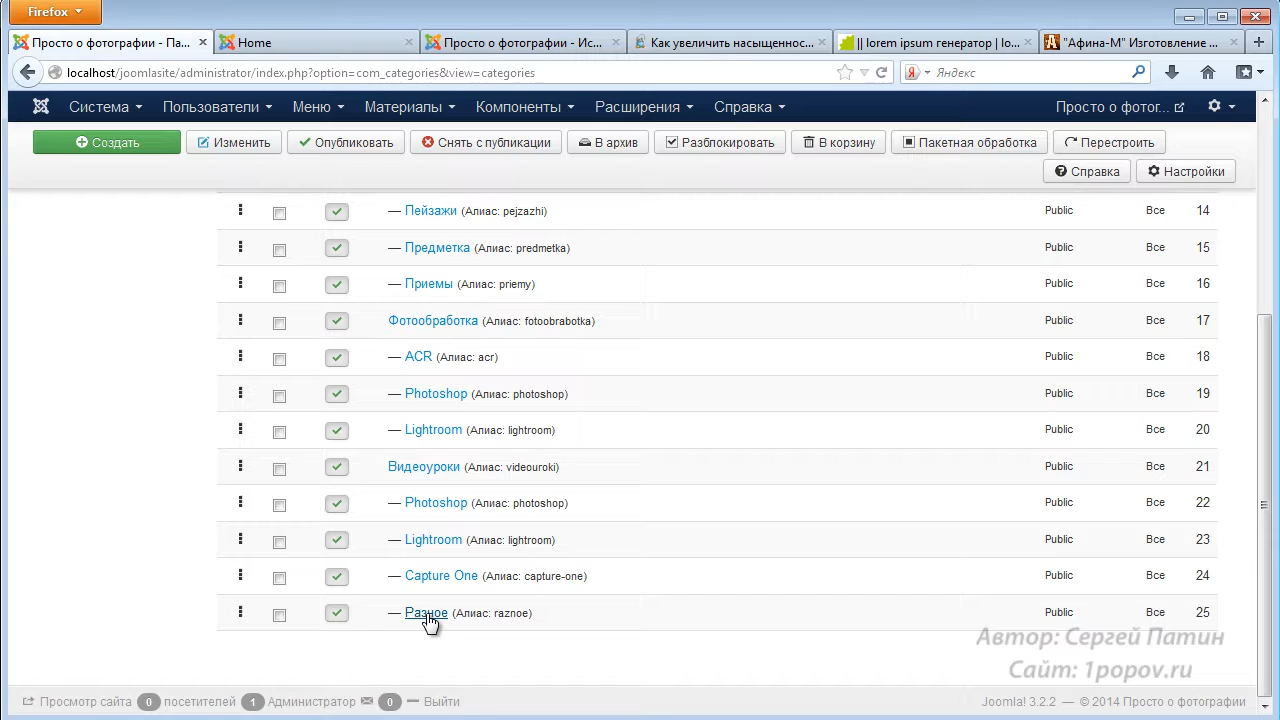 Firefox
Просто о фотографии - Па...
Home
Просто о фотографии - Ис...
Как увеличить насыщеннос...
|| lorem ipsum генератор | lo...
"Афина-М" Изготовление ...
localhost/joomlasite/administrator/index.php?option=com_categories&view=categories
Яндекс
Система Пользователи Меню Материалы Компоненты Расширения Справка Просто о фотог...
Создать Изменить Опубликовать Снять с публикации В архив Разблокировать В корзину Пакетная обработка Перестроить
Справка Настройки
— Пейзажи (Алиас: pejzazhi) Public Все 14
— Предметка (Алиас: predmetka) Public Все 15
— Приемы (Алиас: priemy) Public Все 16
Фотообработка (Алиас: fotoobrabotka) Public Все 17
— ACR (Алиас: acr) Public Все 18
— Photoshop (Алиас: photoshop) Public Все 19
— Lightroom (Алиас: lightroom) Public Все 20
Видеоуроки (Алиас: videouroki) Public Все 21
— Photoshop (Алиас: photoshop) Public Все 22
— Lightroom (Алиас: lightroom) Public Все 23
— Capture One (Алиас: capture-one) Public Все 24
— Разное (Алиас: raznoe) Public Все 25
Автор: Сергей Патин
Сайт: 1popov.ru
Просмотр сайта 0 посетителей 1 Администратор 0 Выйти Joomla! 3.2.2 — © 2014 Просто о фотографии